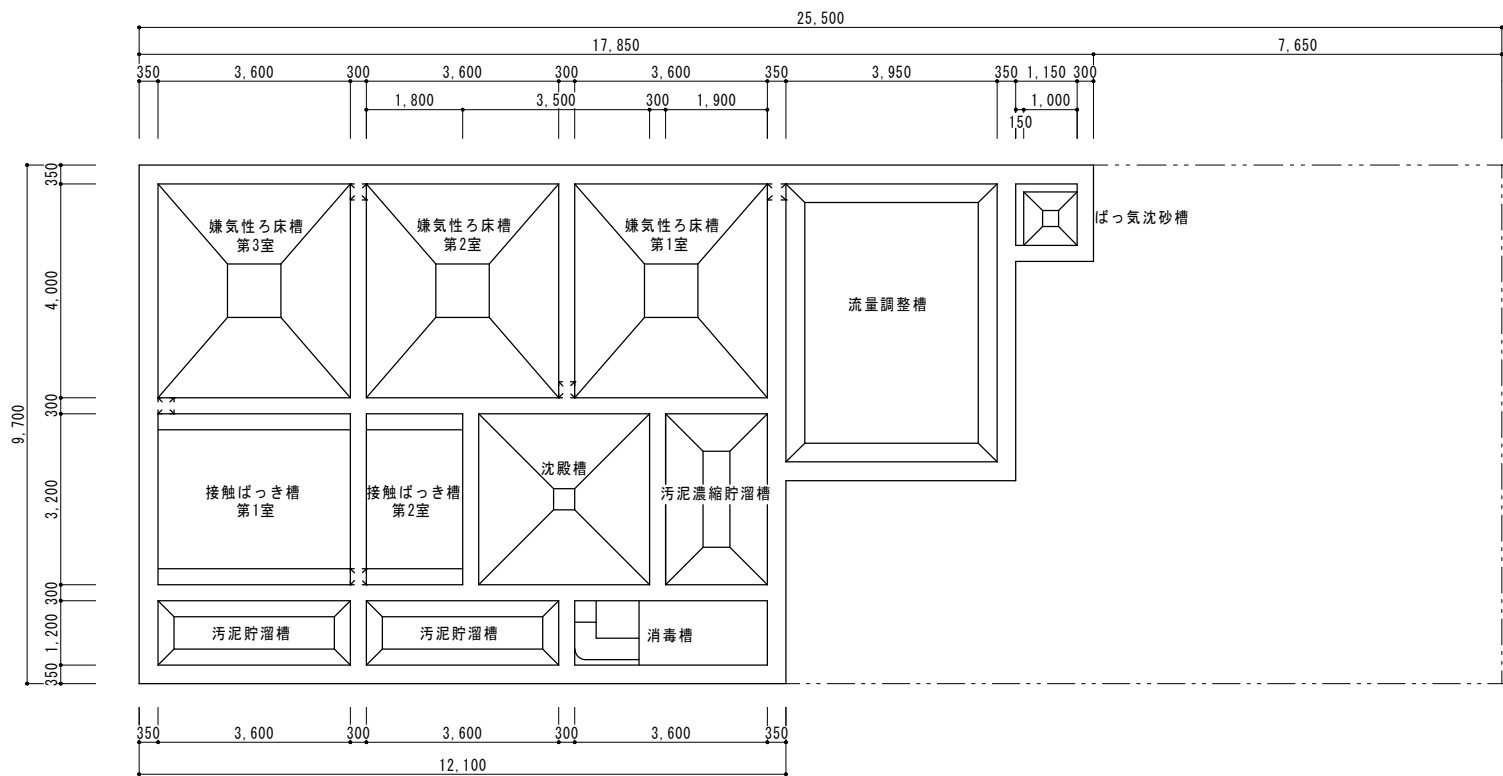 25,500
17,850 7,650
350 3,600 300 3,600 300 3,600 350 3,950 350 1,150 300
1,800 3,500 300 1,900 1,000
150
9,700
350
4,000
300
3,200
300
1,200
350
嫌気性ろ床槽
第3室
嫌気性ろ床槽
第2室
嫌気性ろ床槽
第1室
流量調整槽
ばっ気沈砂槽
接触ばっき槽
第1室
接触ばっき槽
第2室
沈殿槽
汚泥濃縮貯溜槽
汚泥貯溜槽
汚泥貯溜槽
消毒槽
350 3,600 300 3,600 300 3,600 350
12,100